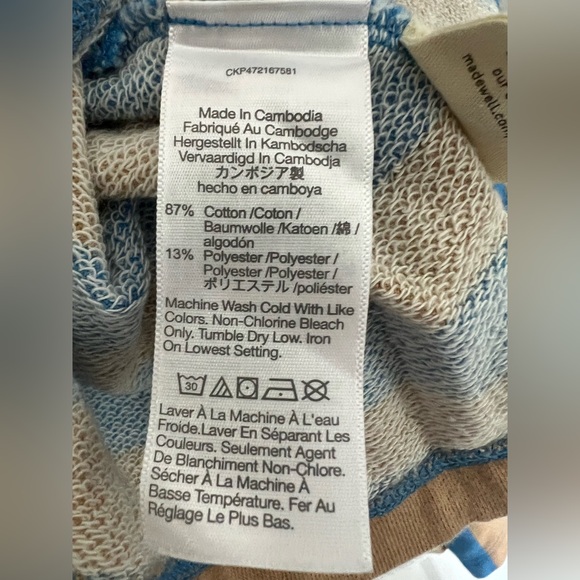 CKP472167581
Made In Cambodia
Fabriqué Au Cambodge
Hergestellt In Kambodscha
Vervaardigd In Cambodja
カンボジア製
hecho en camboya
87% Cotton /Coton /
Baumwolle /Katoen /綿 /
algodón
13% Polyester /Polyester /
Polyester /Polyester /
ポリエステル /poliéster
Machine Wash Cold With Like
Colors. Non-Chlorine Bleach
Only. Tumble Dry Low. Iron
On Lowest Setting.
30
Laver À La Machine À L'eau
Froide.Laver En Séparant Les
Couleurs. Seulement Agent
De Blanchiment Non-Chlore.
Sécher À La Machine À
Basse Température. Fer Au
Réglage Le Plus Bas.
our
madewell.com